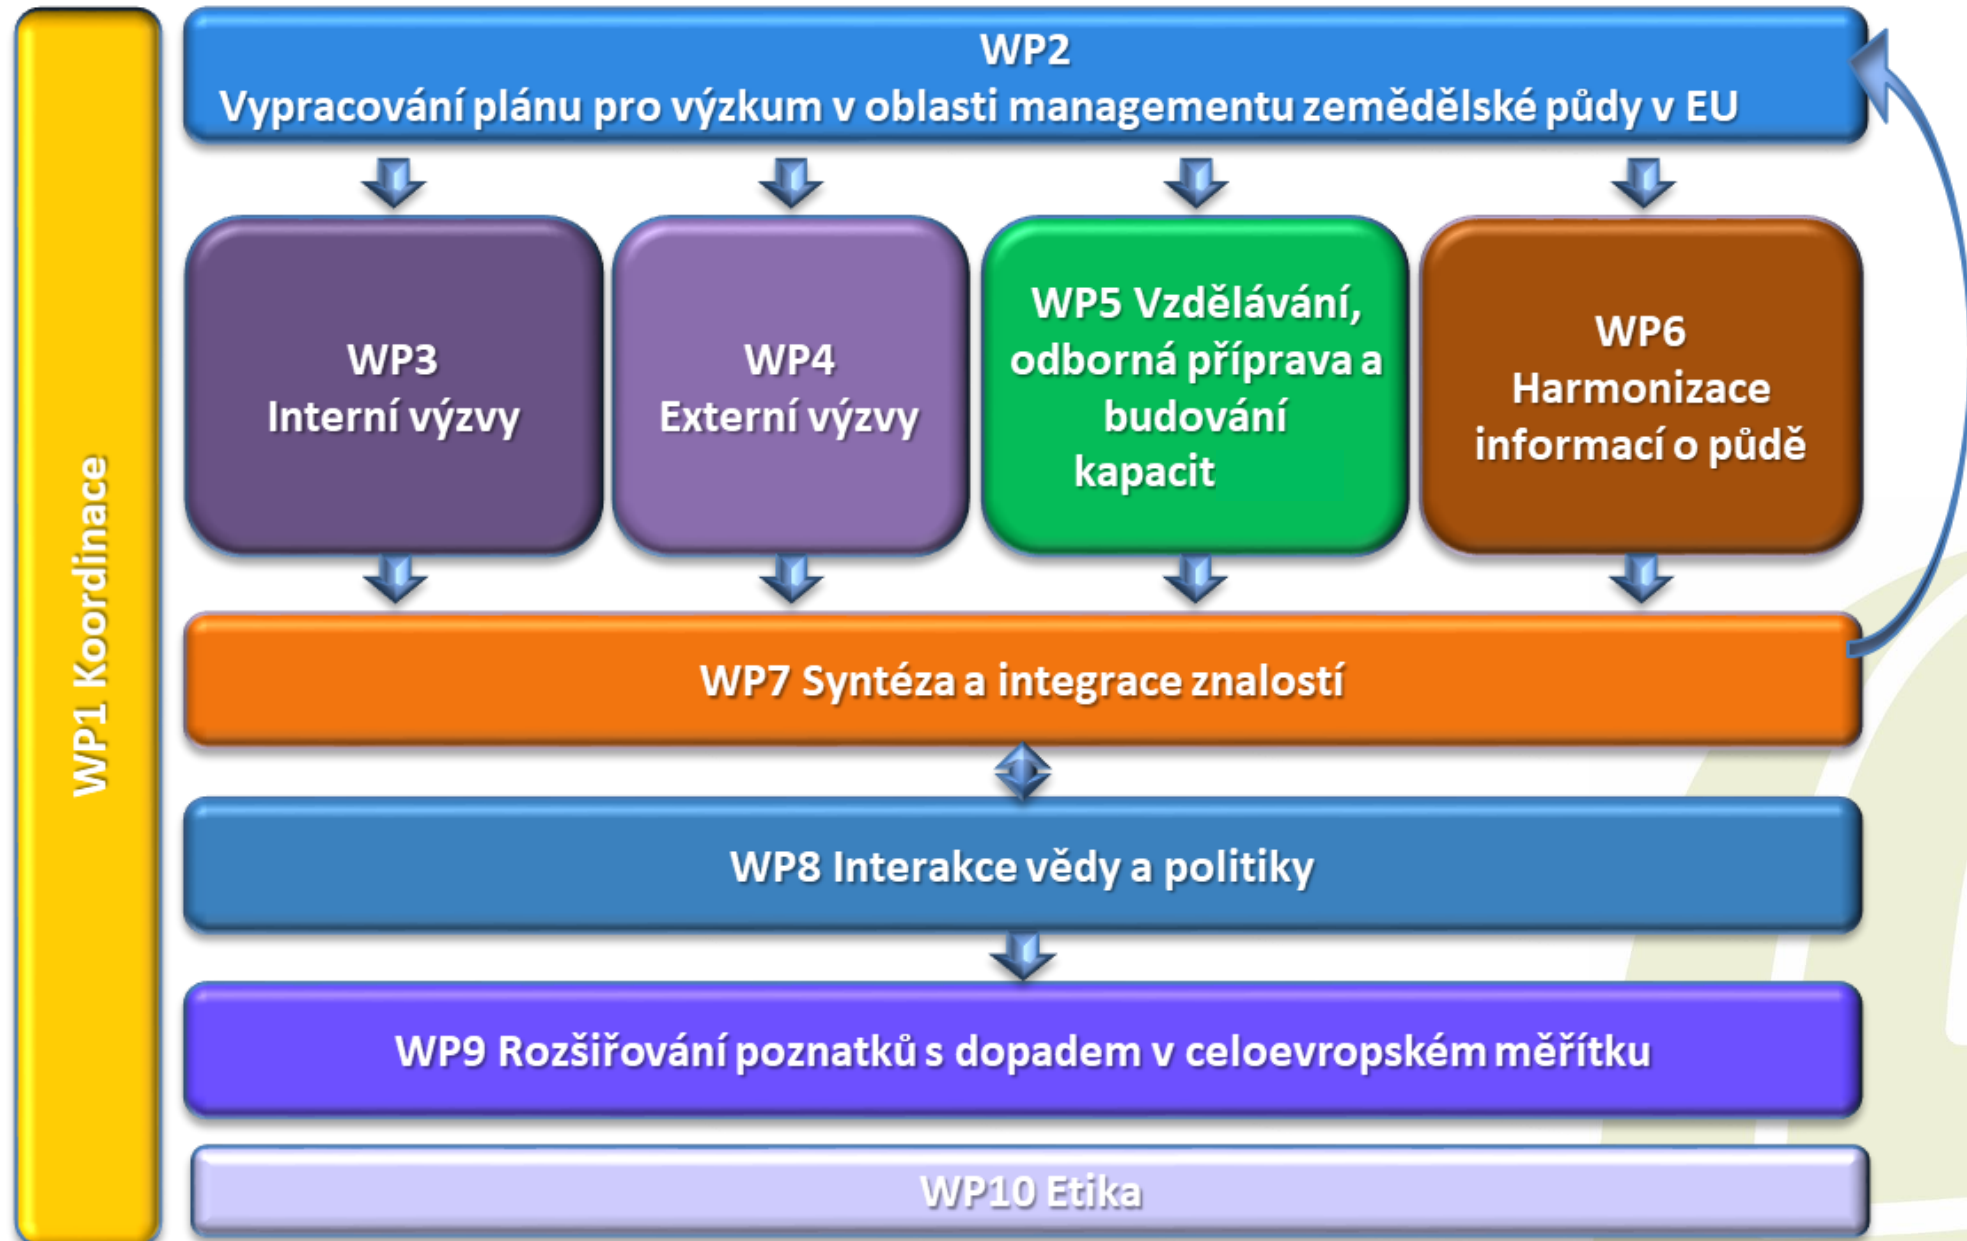 WP1 Koordinace
WP2
Vypracování plánu pro výzkum v oblasti managementu zemědělské půdy v EU
WP3
Interní výzvy
WP4
Externí výzvy
WP5 Vzdělávání,
odborná příprava a
budování
kapacit
WP6
Harmonizace
informací o půdě
WP7 Syntéza a integrace znalostí
WP8 Interakce vědy a politiky
WP9 Rozšiřování poznatků s dopadem v celoevropském měřítku
WP10 Etika